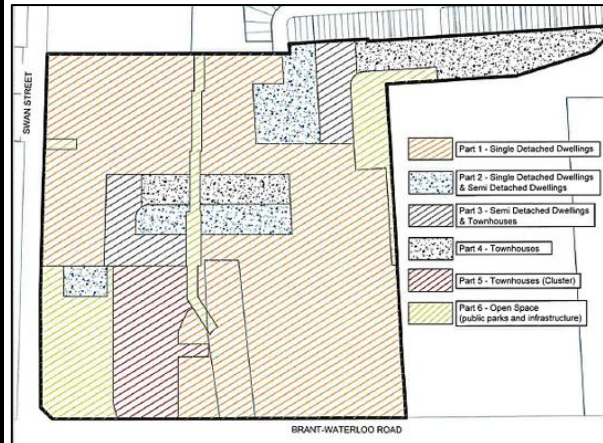 SWAN STREET
Part 1 - Single Detached Dwellings
Part 2 - Single Detached Dwellings
& Semi Detached Dwellings
Part 3 - Semi Detached Dwellings
& Townhouses
Part 4 - Townhouses
Part 5 - Townhouses (Cluster)
Part 6 - Open Space
(public parks and infrastructure)
BRANT-WATERLOO ROAD